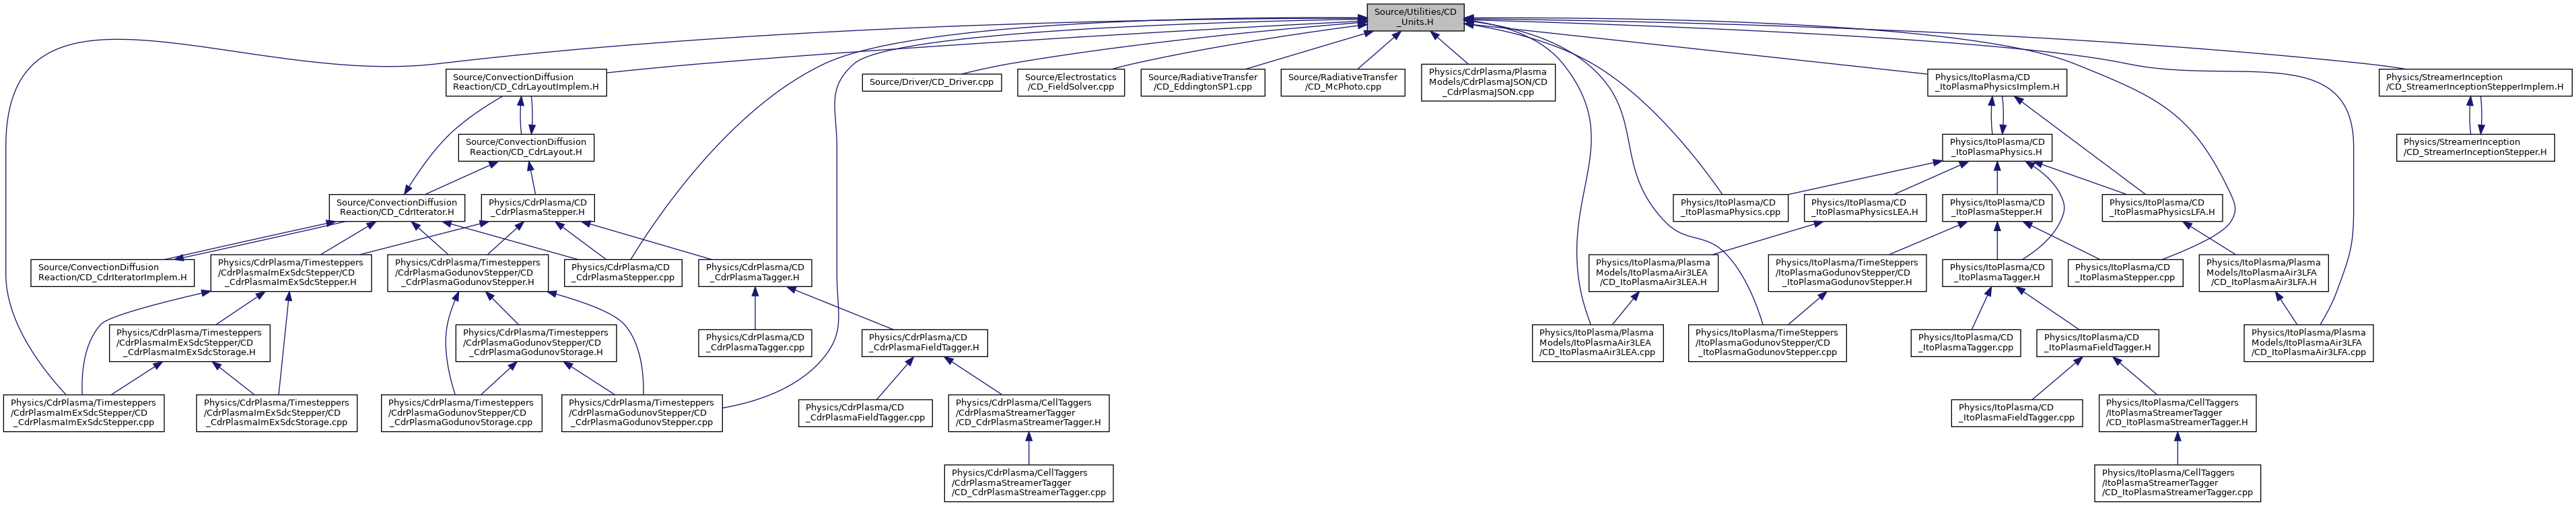 Source/Utilities/CD
_Units.H
Source/ConvectionDiffusion
Reaction/CD_CdrLayoutImplem.H
Source/Driver/CD_Driver.cpp
Source/Electrostatics
/CD_FieldSolver.cpp
Source/RadiativeTransfer
/CD_EddingtonSP1.cpp
Source/RadiativeTransfer
/CD_McPhoto.cpp
Physics/CdrPlasma/Plasma
Models/CdrPlasmaJSON/CD
_CdrPlasmaJSON.cpp
Physics/ItoPlasma/CD
_ItoPlasmaPhysicsImplem.H
Physics/StreamerInception
/CD_StreamerInceptionStepperImplem.H
Source/ConvectionDiffusion
Reaction/CD_CdrLayout.H
Physics/ItoPlasma/CD
_ItoPlasmaPhysics.H
Physics/StreamerInception
/CD_StreamerInceptionStepper.H
Source/ConvectionDiffusion
Reaction/CD_CdrIterator.H
Physics/CdrPlasma/CD
_CdrPlasmaStepper.H
Physics/ItoPlasma/CD
_ItoPlasmaPhysics.cpp
Physics/ItoPlasma/CD
_ItoPlasmaPhysicsLEA.H
Physics/ItoPlasma/CD
_ItoPlasmaStepper.H
Physics/ItoPlasma/CD
_ItoPlasmaPhysicsLFA.H
Source/ConvectionDiffusion
Reaction/CD_CdrIteratorImplem.H
Physics/CdrPlasma/Timesteppers
/CdrPlasmaImExSdcStepper/CD
_CdrPlasmaImExSdcStepper.H
Physics/CdrPlasma/Timesteppers
/CdrPlasmaGodunovStepper/CD
_CdrPlasmaGodunovStepper.H
Physics/CdrPlasma/CD
_CdrPlasmaStepper.cpp
Physics/CdrPlasma/CD
_CdrPlasmaTagger.H
Physics/ItoPlasma/Plasma
Models/ItoPlasmaAir3LEA
/CD_ItoPlasmaAir3LEA.H
Physics/ItoPlasma/TimeSteppers
/ItoPlasmaGodunovStepper/CD
_ItoPlasmaGodunovStepper.H
Physics/ItoPlasma/CD
_ItoPlasmaTagger.H
Physics/ItoPlasma/CD
_ItoPlasmaStepper.cpp
Physics/ItoPlasma/Plasma
Models/ItoPlasmaAir3LFA
/CD_ItoPlasmaAir3LFA.H
Physics/CdrPlasma/Timesteppers
/CdrPlasmaImExSdcStepper/CD
_CdrPlasmaImExSdcStorage.H
Physics/CdrPlasma/Timesteppers
/CdrPlasmaGodunovStepper/CD
_CdrPlasmaGodunovStorage.H
Physics/CdrPlasma/CD
_CdrPlasmaTagger.cpp
Physics/CdrPlasma/CD
_CdrPlasmaFieldTagger.H
Physics/ItoPlasma/Plasma
Models/ItoPlasmaAir3LEA
/CD_ItoPlasmaAir3LEA.cpp
Physics/ItoPlasma/TimeSteppers
/ItoPlasmaGodunovStepper/CD
_ItoPlasmaGodunovStepper.cpp
Physics/ItoPlasma/CD
_ItoPlasmaTagger.cpp
Physics/ItoPlasma/CD
_ItoPlasmaFieldTagger.H
Physics/ItoPlasma/Plasma
Models/ItoPlasmaAir3LFA
/CD_ItoPlasmaAir3LFA.cpp
Physics/CdrPlasma/Timesteppers
/CdrPlasmaImExSdcStepper/CD
_CdrPlasmaImExSdcStepper.cpp
Physics/CdrPlasma/Timesteppers
/CdrPlasmaImExSdcStepper/CD
_CdrPlasmaImExSdcStorage.cpp
Physics/CdrPlasma/Timesteppers
/CdrPlasmaGodunovStepper/CD
_CdrPlasmaGodunovStorage.cpp
Physics/CdrPlasma/Timesteppers
/CdrPlasmaGodunovStepper/CD
_CdrPlasmaGodunovStepper.cpp
Physics/CdrPlasma/CD
_CdrPlasmaFieldTagger.cpp
Physics/CdrPlasma/CellTaggers
/CdrPlasmaStreamerTagger
/CD_CdrPlasmaStreamerTagger.H
Physics/ItoPlasma/CD
_ItoPlasmaFieldTagger.cpp
Physics/ItoPlasma/CellTaggers
/ItoPlasmaStreamerTagger
/CD_ItoPlasmaStreamerTagger.H
Physics/CdrPlasma/CellTaggers
/CdrPlasmaStreamerTagger
/CD_CdrPlasmaStreamerTagger.cpp
Physics/ItoPlasma/CellTaggers
/ItoPlasmaStreamerTagger
/CD_ItoPlasmaStreamerTagger.cpp